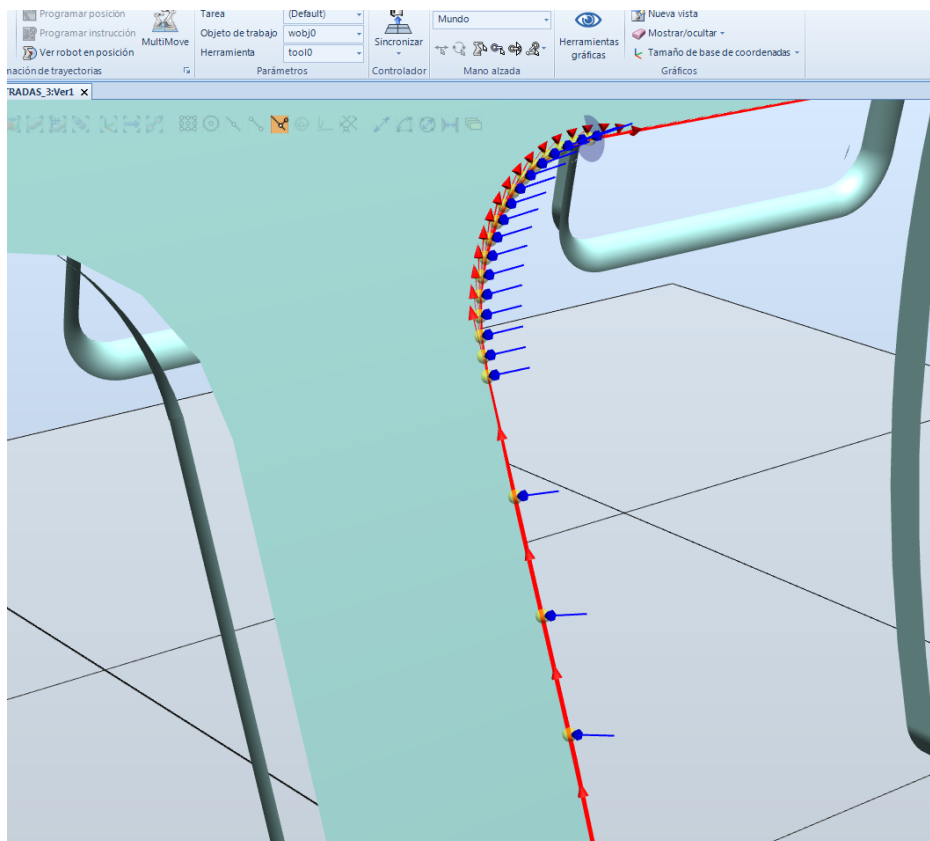 Programar posición
Programar instrucción
Ver robot en posición
mación de trayectorias
MultiMove
Tarea
(Default)
Objeto de trabajo
wobj0
Herramienta
tool0
Parámetros
Sincronizar
Controlador
Mundo
Mano alzada
Herramientas
gráficas
Nueva vista
Mostrar/ocultar
Tamaño de base de coordenadas
Gráficos
TRADAS_3:Ver1 X